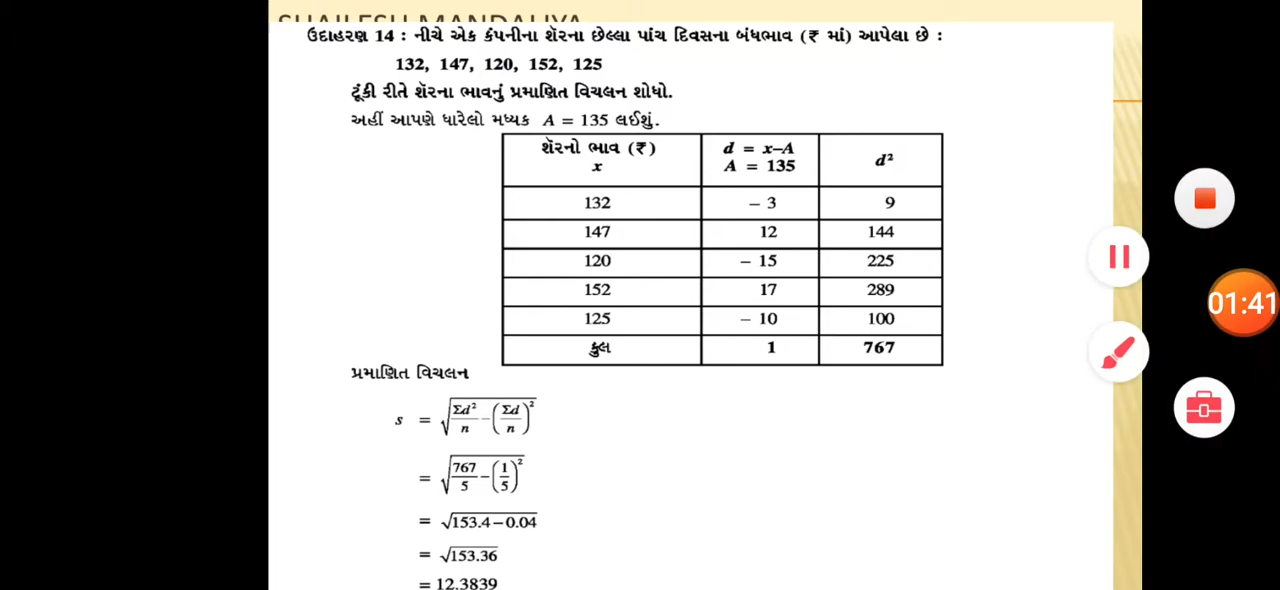 SHAILESH MANDALIYA
ઉદાહરણ 14 : નીચે એક કંપનીના શૅરના છેલ્લા પાંચ દિવસના બંધભાવ (₹ માં) આપેલા છે :
132, 147, 120, 152, 125
ટૂંકી રીતે શૅરના ભાવનું પ્રમાણિત વિચલન શોધો.
અહીં આપણે ધારેલો મધ્યક A = 135 લઈશું.
શૅરનો ભાવ (₹) x d = x–A A = 135 d²
132 – 3 9
147 12 144
120 – 15 225
152 17 289
125 – 10 100
કુલ 1 767
પ્રમાણિત વિચલન
s = √(Σd²/n – (Σd/n)²)
= √(767/5 – (1/5)²)
= √153.4 – 0.04
= √153.36
= 12.3839
01:41